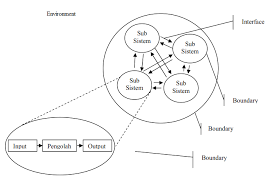 Environment
Sub
Sistem
Interface
Sub
Sistem
Sub
Sistem
Sub
Sistem
Boundary
Boundary
Input
Pengolah
Output
Boundary